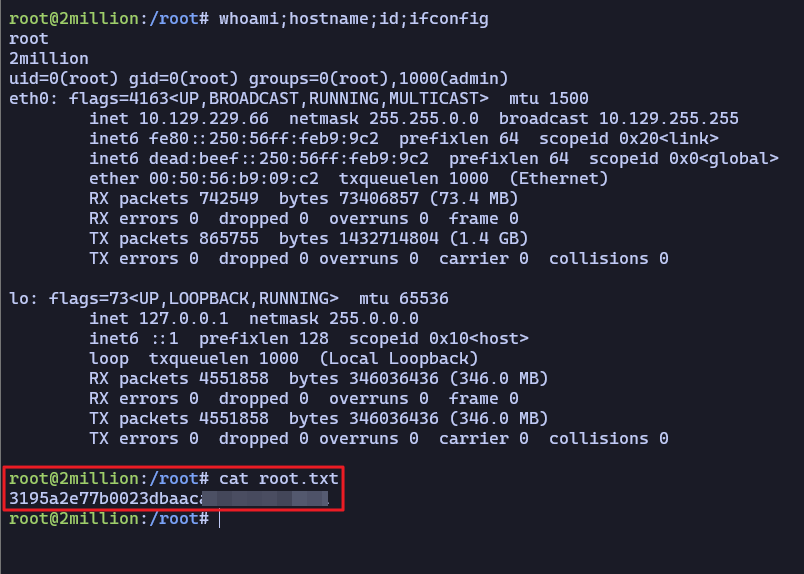 root@2million:/root# whoami;hostname;id;ifconfig
root
2million
uid=0(root) gid=0(root) groups=0(root),1000(admin)
eth0: flags=4163<UP,BROADCAST,RUNNING,MULTICAST>  mtu 1500
        inet 10.129.229.66  netmask 255.255.0.0  broadcast 10.129.255.255
        inet6 fe80::250:56ff:feb9:9c2  prefixlen 64  scopeid 0x20<link>
        inet6 dead:beef::250:56ff:feb9:9c2  prefixlen 64  scopeid 0x0<global>
        ether 00:50:56:b9:09:c2  txqueuelen 1000  (Ethernet)
        RX packets 742549  bytes 73406857 (73.4 MB)
        RX errors 0  dropped 0  overruns 0  frame 0
        TX packets 865755  bytes 1432714804 (1.4 GB)
        TX errors 0  dropped 0 overruns 0  carrier 0  collisions 0
lo: flags=73<UP,LOOPBACK,RUNNING>  mtu 65536
        inet 127.0.0.1  netmask 255.0.0.0
        inet6 ::1  prefixlen 128  scopeid 0x10<host>
        loop  txqueuelen 1000  (Local Loopback)
        RX packets 4551858  bytes 346036436 (346.0 MB)
        RX errors 0  dropped 0  overruns 0  frame 0
        TX packets 4551858  bytes 346036436 (346.0 MB)
        TX errors 0  dropped 0 overruns 0  carrier 0  collisions 0
root@2million:/root# cat root.txt
3195a2e77b0023dbaac
root@2million:/root#